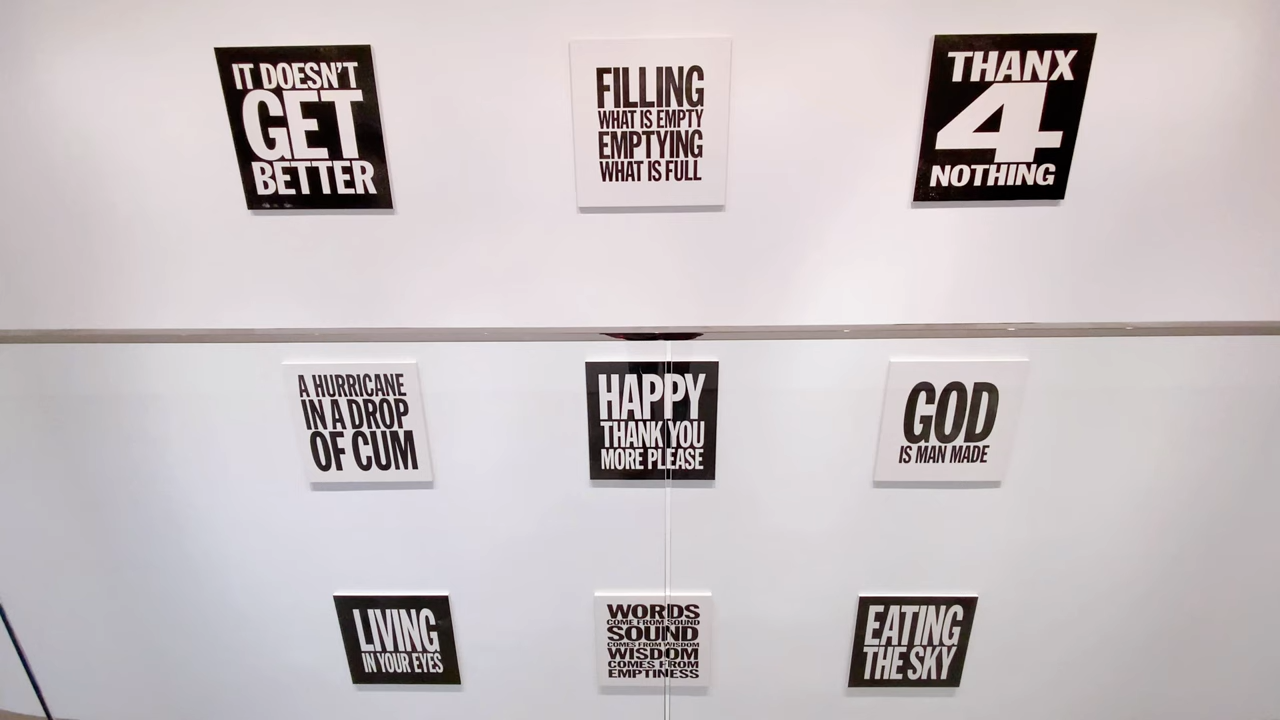 IT DOESN'T
GET
BETTER
FILLING
WHAT IS EMPTY
EMPTYING
WHAT IS FULL
THANX
4
NOTHING
A HURRICANE
IN A DROP
OF CUM
HAPPY
THANK YOU
MORE PLEASE
GOD
IS MAN MADE
LIVING
IN YOUR EYES
WORDS
COME FROM SOUND
SOUND
COMES FROM WISDOM
WISDOM
COMES FROM
EMPTINESS
EATING
THE SKY